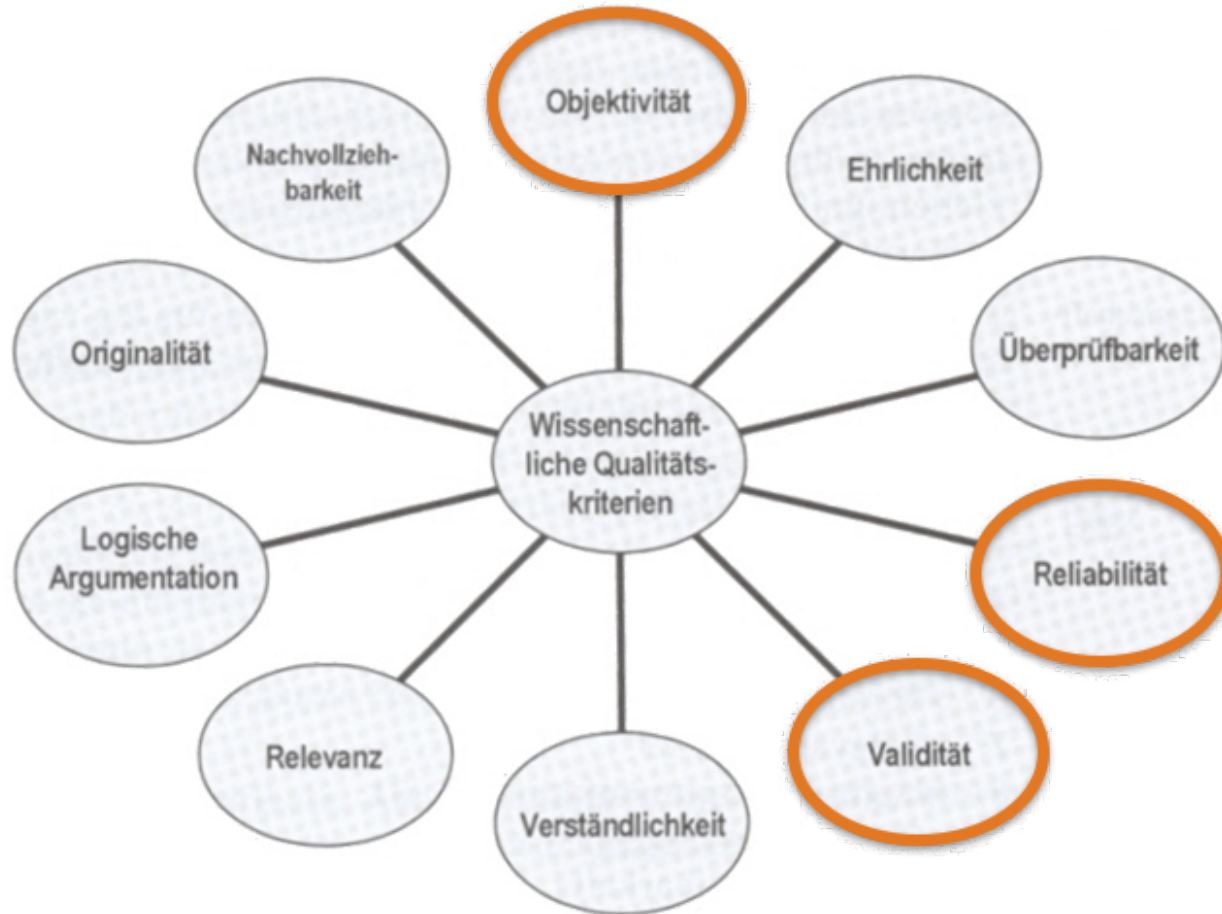 Objektivität
Nachvollzieh-
barkeit
Ehrlichkeit
Originalität
Überprüfbarkeit
Wissenschaft-
liche Qualitäts-
kriterien
Logische
Argumentation
Reliabilität
Relevanz
Validität
Verständlichkeit